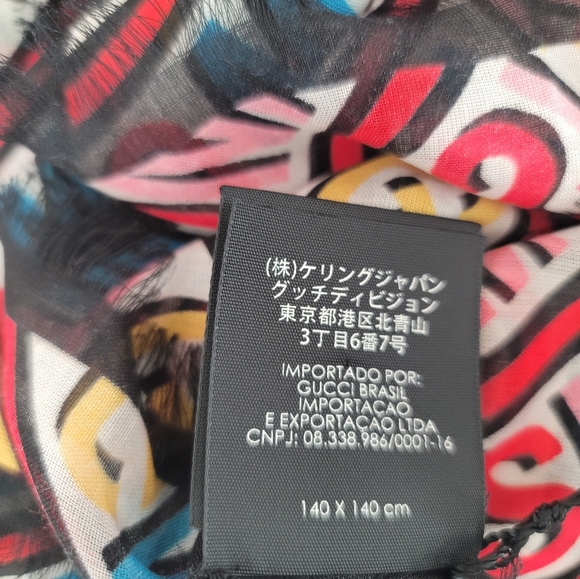 (株)ケリングジャパン
グッチディビジョン
東京都港区北青山
3丁目6番7号
IMPORTADO POR:
GUCCI BRASIL
IMPORTAÇAO
E EXPORTAÇAO LTDA
CNPJ: 08.338.986/0001-16
140 X 140 cm